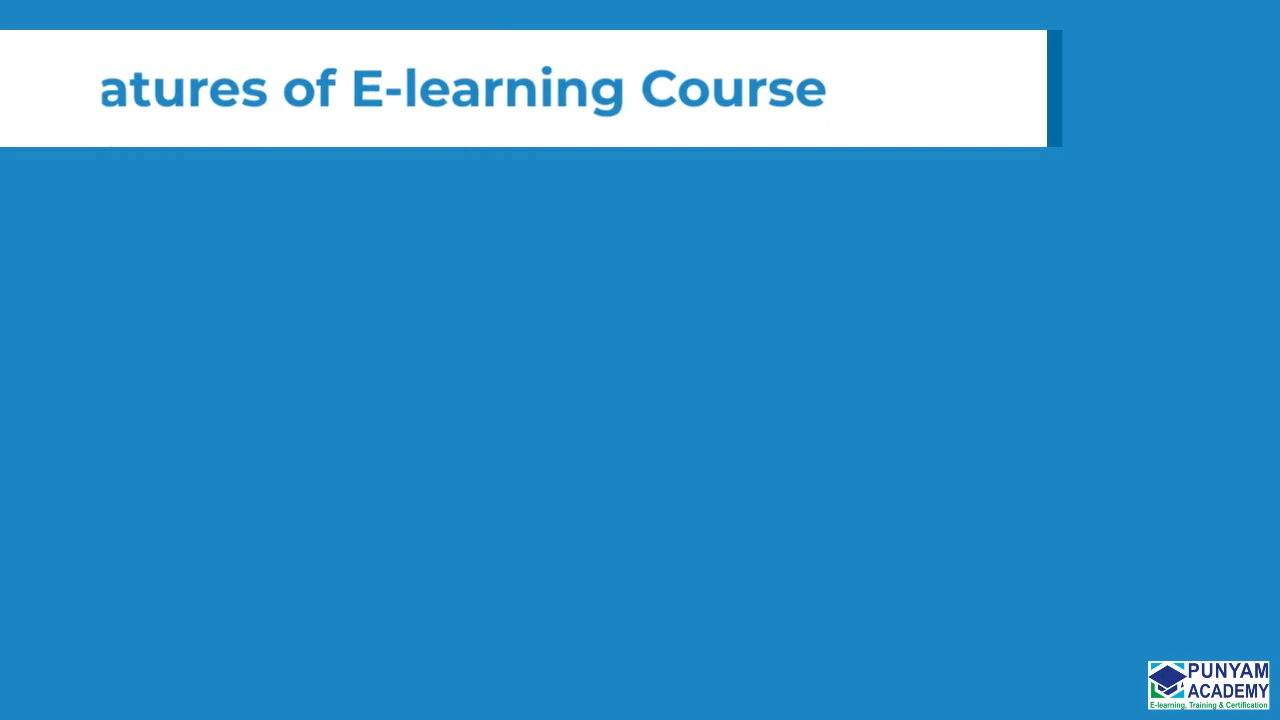 atures of E-learning Course
PUNYAM
ACADEMY
E-learning, Training & Certification